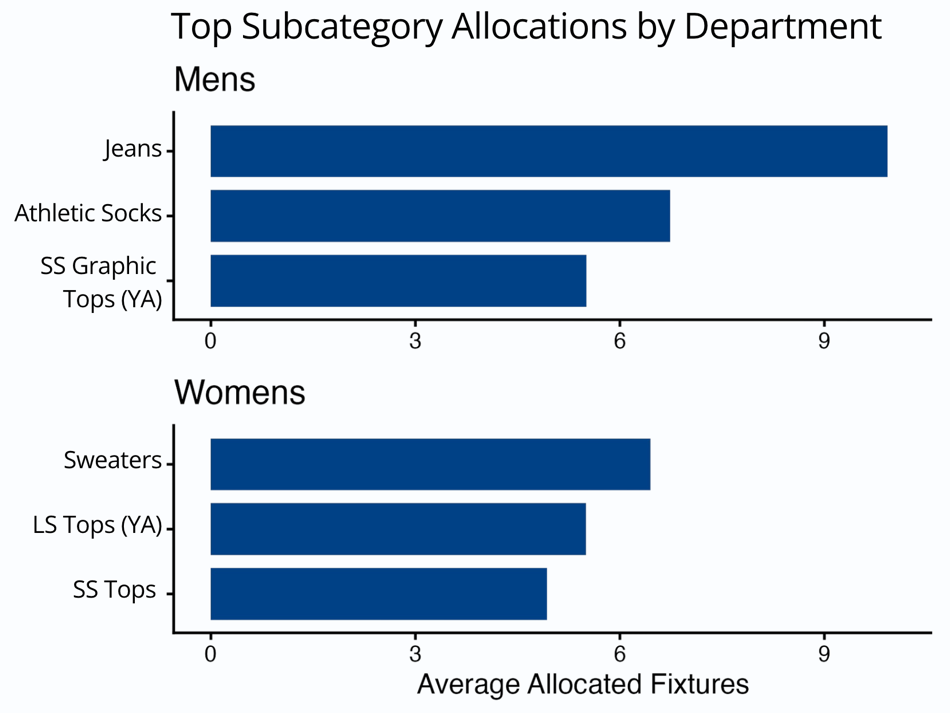 Top Subcategory Allocations by Department
Mens
Jeans
Athletic Socks
SS Graphic
Tops (YA)
0 3 6 9
Womens
Sweaters
LS Tops (YA)
SS Tops
0 3 6 9
Average Allocated Fixtures